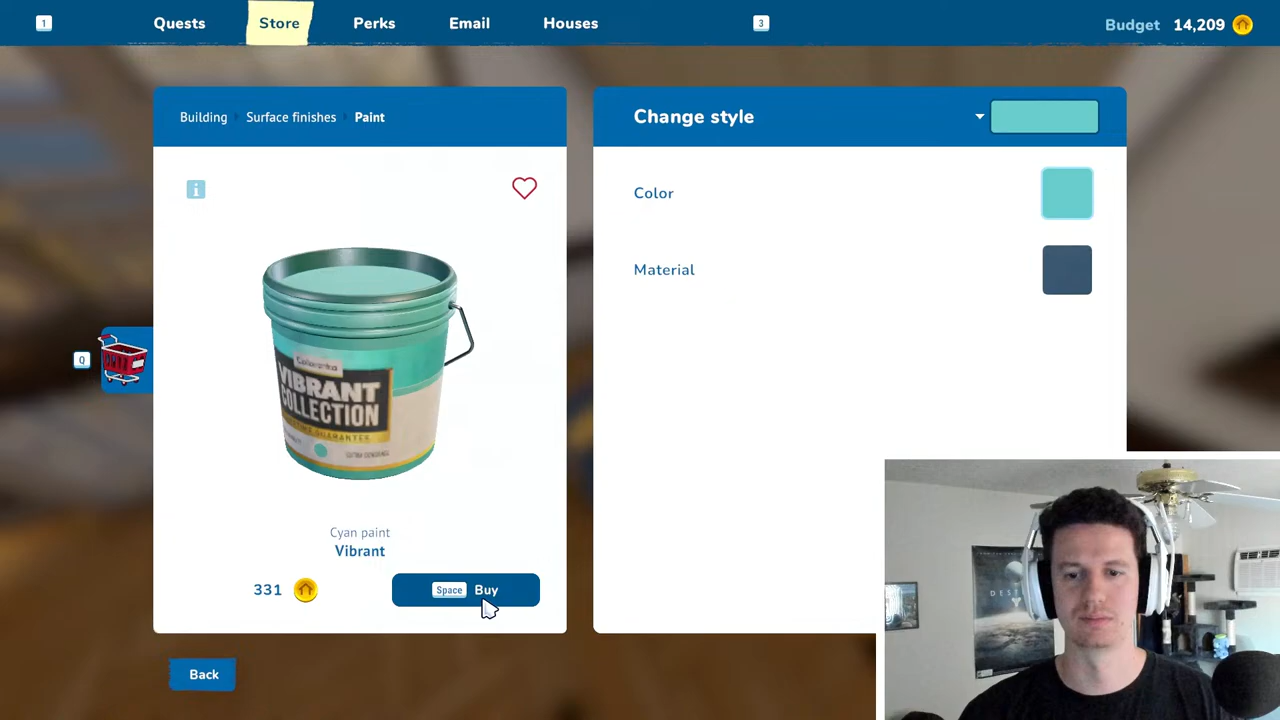 1 Quests Store Perks Email Houses 3 Budget 14,209
Building Surface finishes Paint
Change style
i
Color
Material
Q
VIBRANT
COLLECTION
Cyan paint
Vibrant
331 Space Buy
Back
DEST